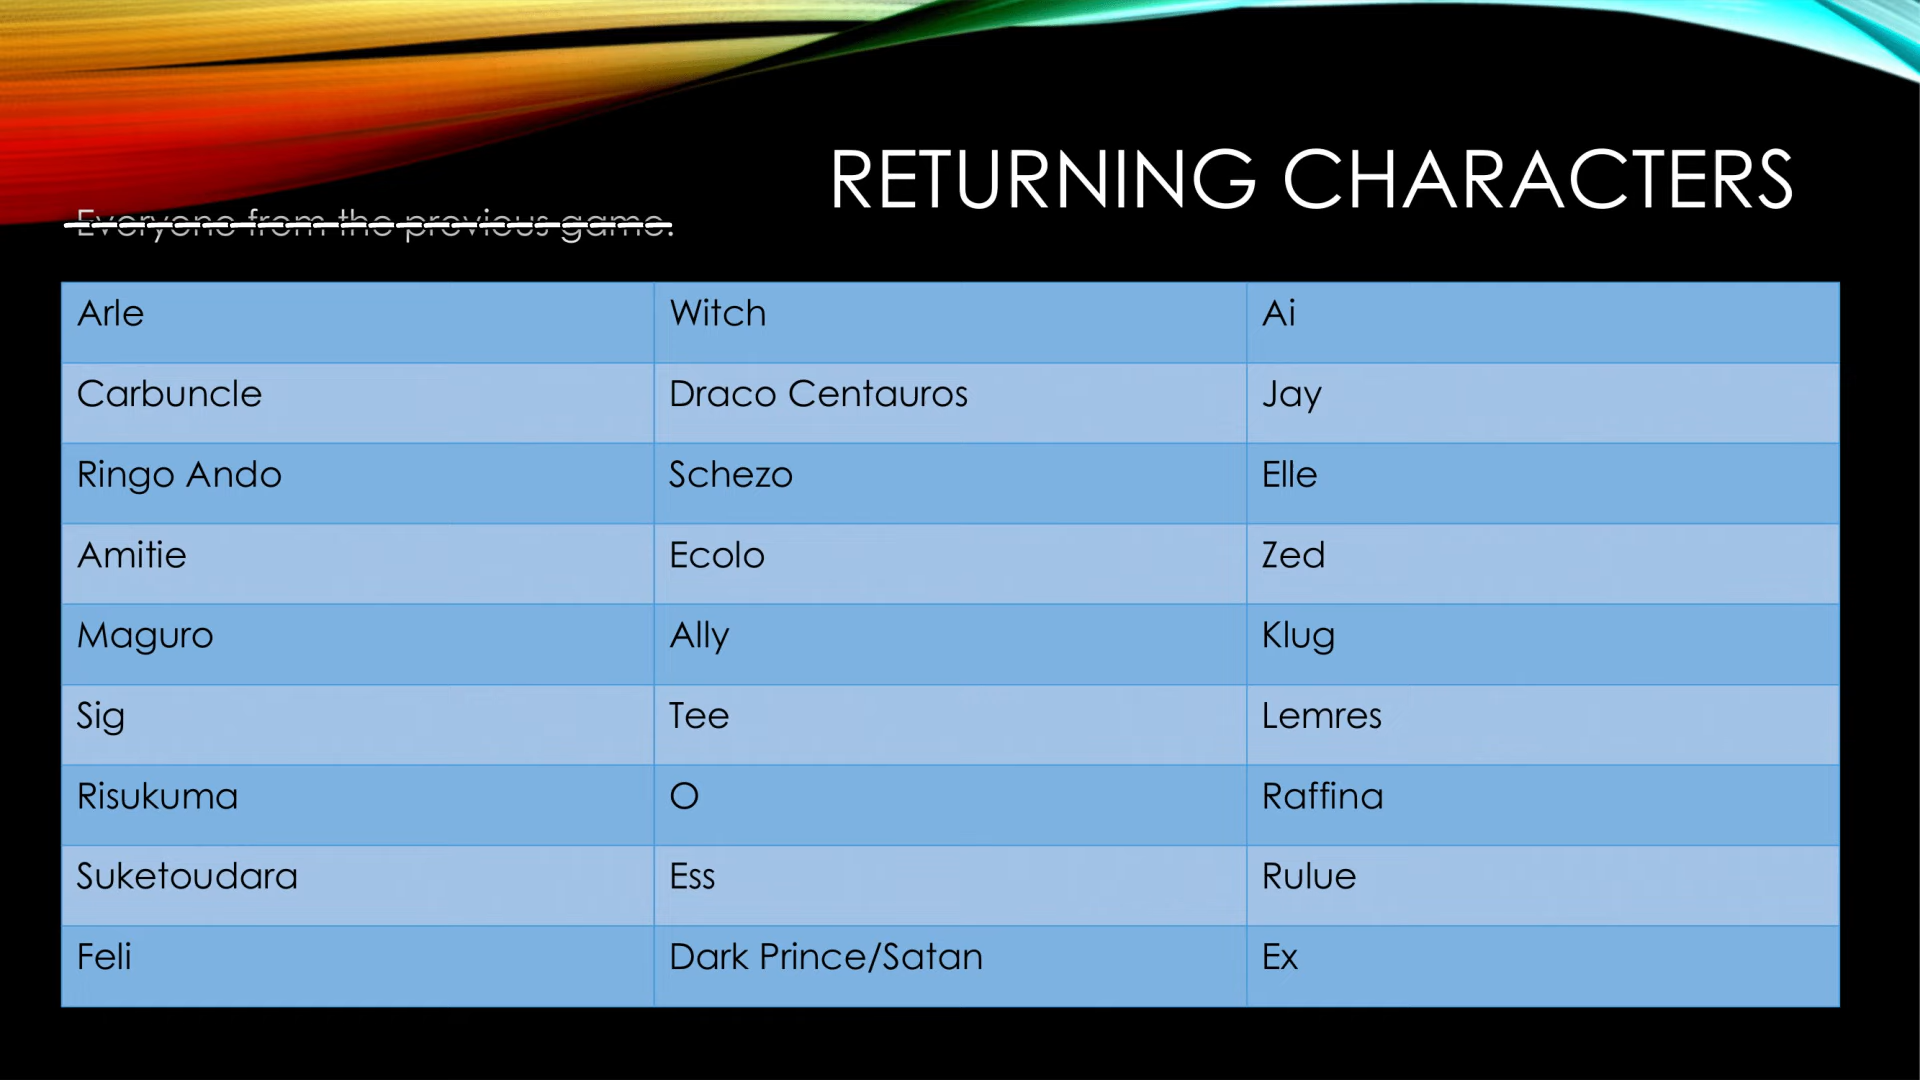 RETURNING CHARACTERS
Everyone from the previous game.
Arle Witch Ai
Carbuncle Draco Centauros Jay
Ringo Ando Schezo Elle
Amitie Ecolo Zed
Maguro Ally Klug
Sig Tee Lemres
Risukuma O Raffina
Suketoudara Ess Rulue
Feli Dark Prince/Satan Ex